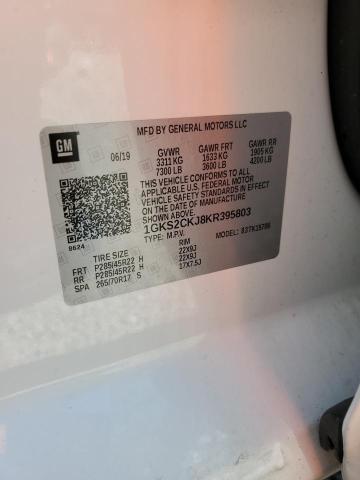 MFD BY GENERAL MOTORS LLC
GM
06/19
GVWR GAWR FRT GAWR RR
3311 KG 1633 KG 1905 KG
7300 LB 3600 LB 4200 LB
THIS VEHICLE CONFORMS TO ALL
APPLICABLE U.S. FEDERAL MOTOR
VEHICLE SAFETY STANDARDS IN
EFFECT ON THE DATE OF MANUFACTURE
SHOWN ABOVE.
1GKS2CKJ8KR395803
TYPE: M.P.V. MODEL:
9624
TIRE SIZE RIM
FRT P285/45R22 H 22X9J
RR P285/45R22 H 22X9J
SPA 265/70R17 S 17X7.5J